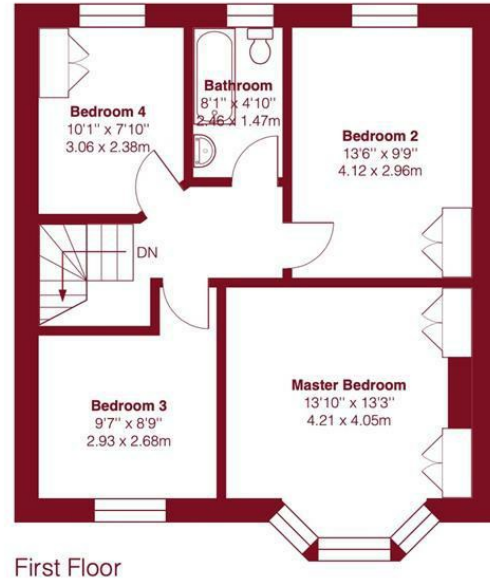 Bedroom 4
10'1" x 7'10"
3.06 x 2.38m
Bathroom
8'1" x 4'10"
2.46 x 1.47m
Bedroom 2
13'6" x 9'9"
4.12 x 2.96m
DN
Bedroom 3
9'7" x 8'9"
2.93 x 2.68m
Master Bedroom
13'10" x 13'3"
4.21 x 4.05m
First Floor